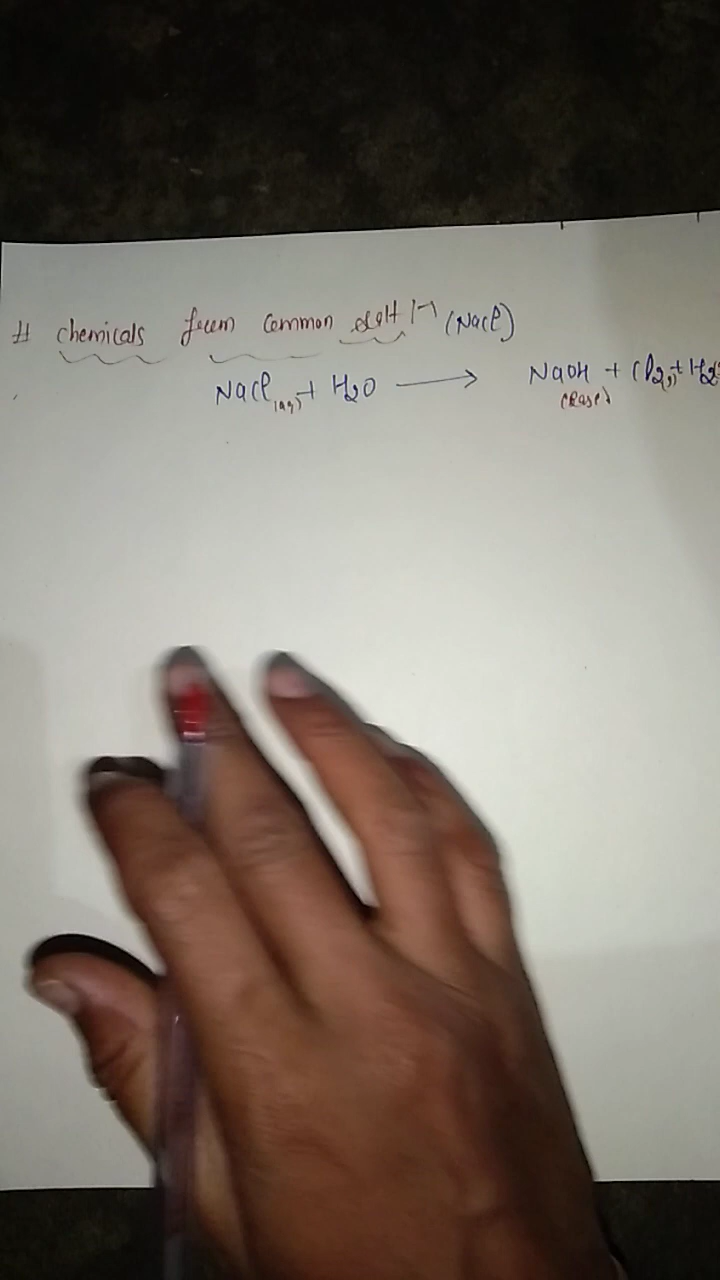 # chemicals from common salt :- (NaCl)
NaCl(aq) + H2O ⟶ NaOH + Cl2 + H2
(Base)